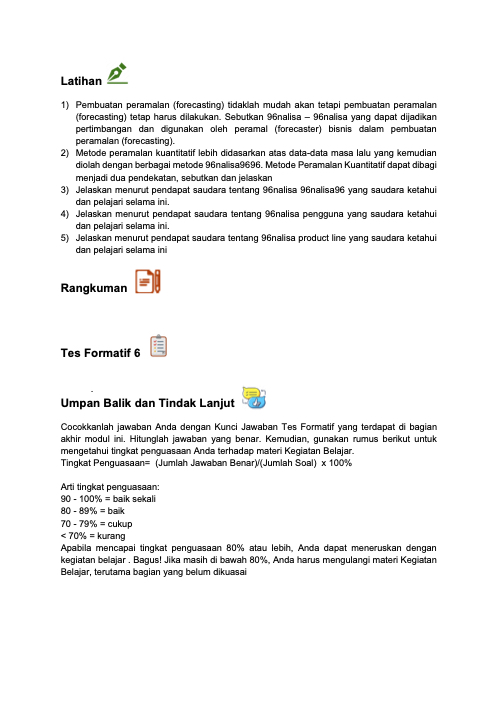 Latihan
1) Pembuatan peramalan (forecasting) tidaklah mudah akan tetapi pembuatan peramalan
(forecasting) tetap harus dilakukan. Sebutkan 96nalisa – 96nalisa yang dapat dijadikan
pertimbangan dan digunakan oleh peramal (forecaster) bisnis dalam pembuatan
peramalan (forecasting).
2) Metode peramalan kuantitatif lebih didasarkan atas data-data masa lalu yang kemudian
diolah dengan berbagai metode 96nalisa9696. Metode Peramalan Kuantitatif dapat dibagi
menjadi dua pendekatan, sebutkan dan jelaskan
3) Jelaskan menurut pendapat saudara tentang 96nalisa 96nalisa96 yang saudara ketahui
dan pelajari selama ini.
4) Jelaskan menurut pendapat saudara tentang 96nalisa pengguna yang saudara ketahui
dan pelajari selama ini.
5) Jelaskan menurut pendapat saudara tentang 96nalisa product line yang saudara ketahui
dan pelajari selama ini
Rangkuman
Tes Formatif 6
.
Umpan Balik dan Tindak Lanjut
Cocokkanlah jawaban Anda dengan Kunci Jawaban Tes Formatif yang terdapat di bagian
akhir modul ini. Hitunglah jawaban yang benar. Kemudian, gunakan rumus berikut untuk
mengetahui tingkat penguasaan Anda terhadap materi Kegiatan Belajar.
Tingkat Penguasaan= (Jumlah Jawaban Benar)/(Jumlah Soal) x 100%
Arti tingkat penguasaan:
90 - 100% = baik sekali
80 - 89% = baik
70 - 79% = cukup
< 70% = kurang
Apabila mencapai tingkat penguasaan 80% atau lebih, Anda dapat meneruskan dengan
kegiatan belajar . Bagus! Jika masih di bawah 80%, Anda harus mengulangi materi Kegiatan
Belajar, terutama bagian yang belum dikuasai